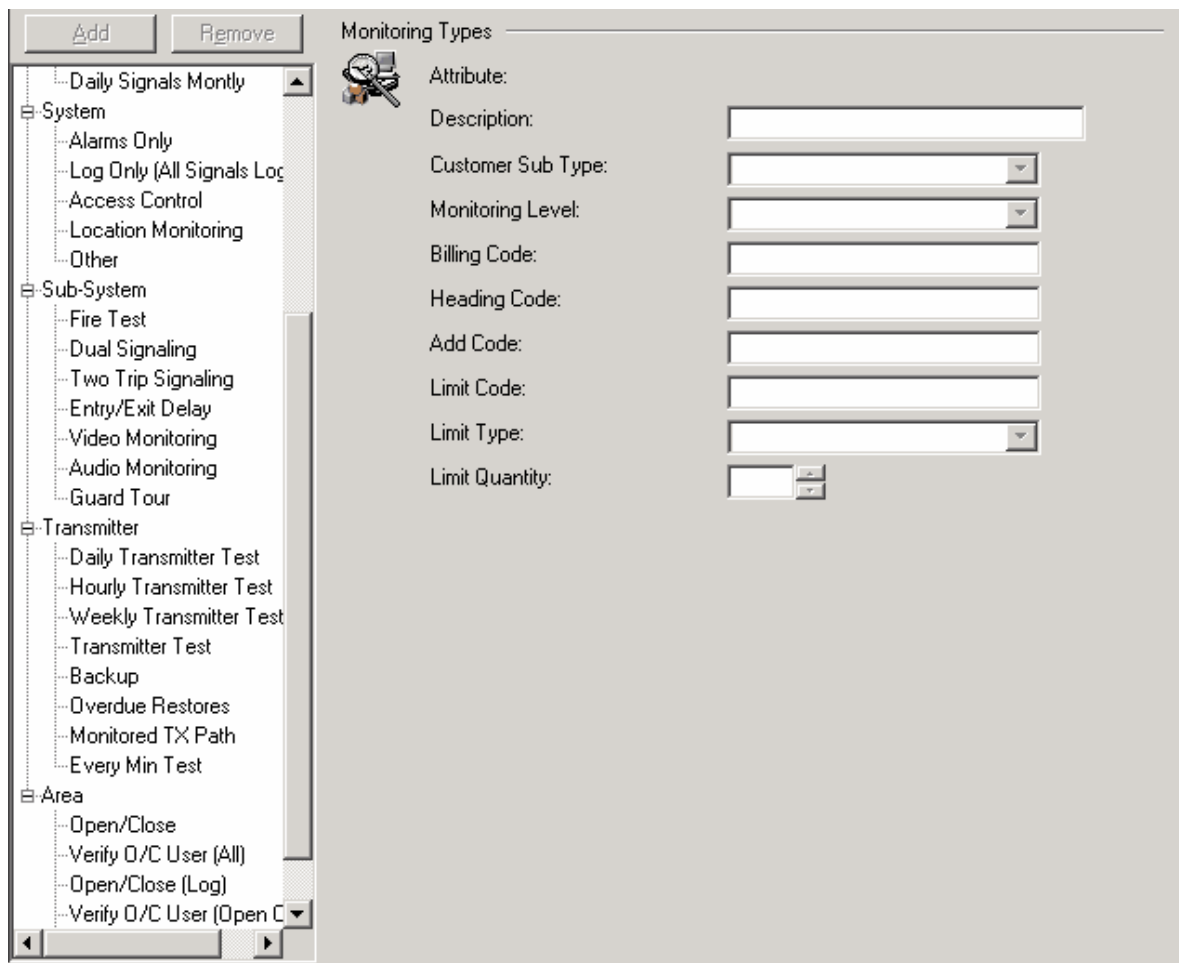 Add
Remove
Daily Signals Montly
System
Alarms Only
Log Only (All Signals Log
Access Control
Location Monitoring
Other
Sub-System
Fire Test
Dual Signaling
Two Trip Signaling
Entry/Exit Delay
Video Monitoring
Audio Monitoring
Guard Tour
Transmitter
Daily Transmitter Test
Hourly Transmitter Test
Weekly Transmitter Test
Transmitter Test
Backup
Overdue Restores
Monitored TX Path
Every Min Test
Area
Open/Close
Verify O/C User (All)
Open/Close (Log)
Verify O/C User (Open
Monitoring Types
Attribute:
Description:
Customer Sub Type:
Monitoring Level:
Billing Code:
Heading Code:
Add Code:
Limit Code:
Limit Type:
Limit Quantity: